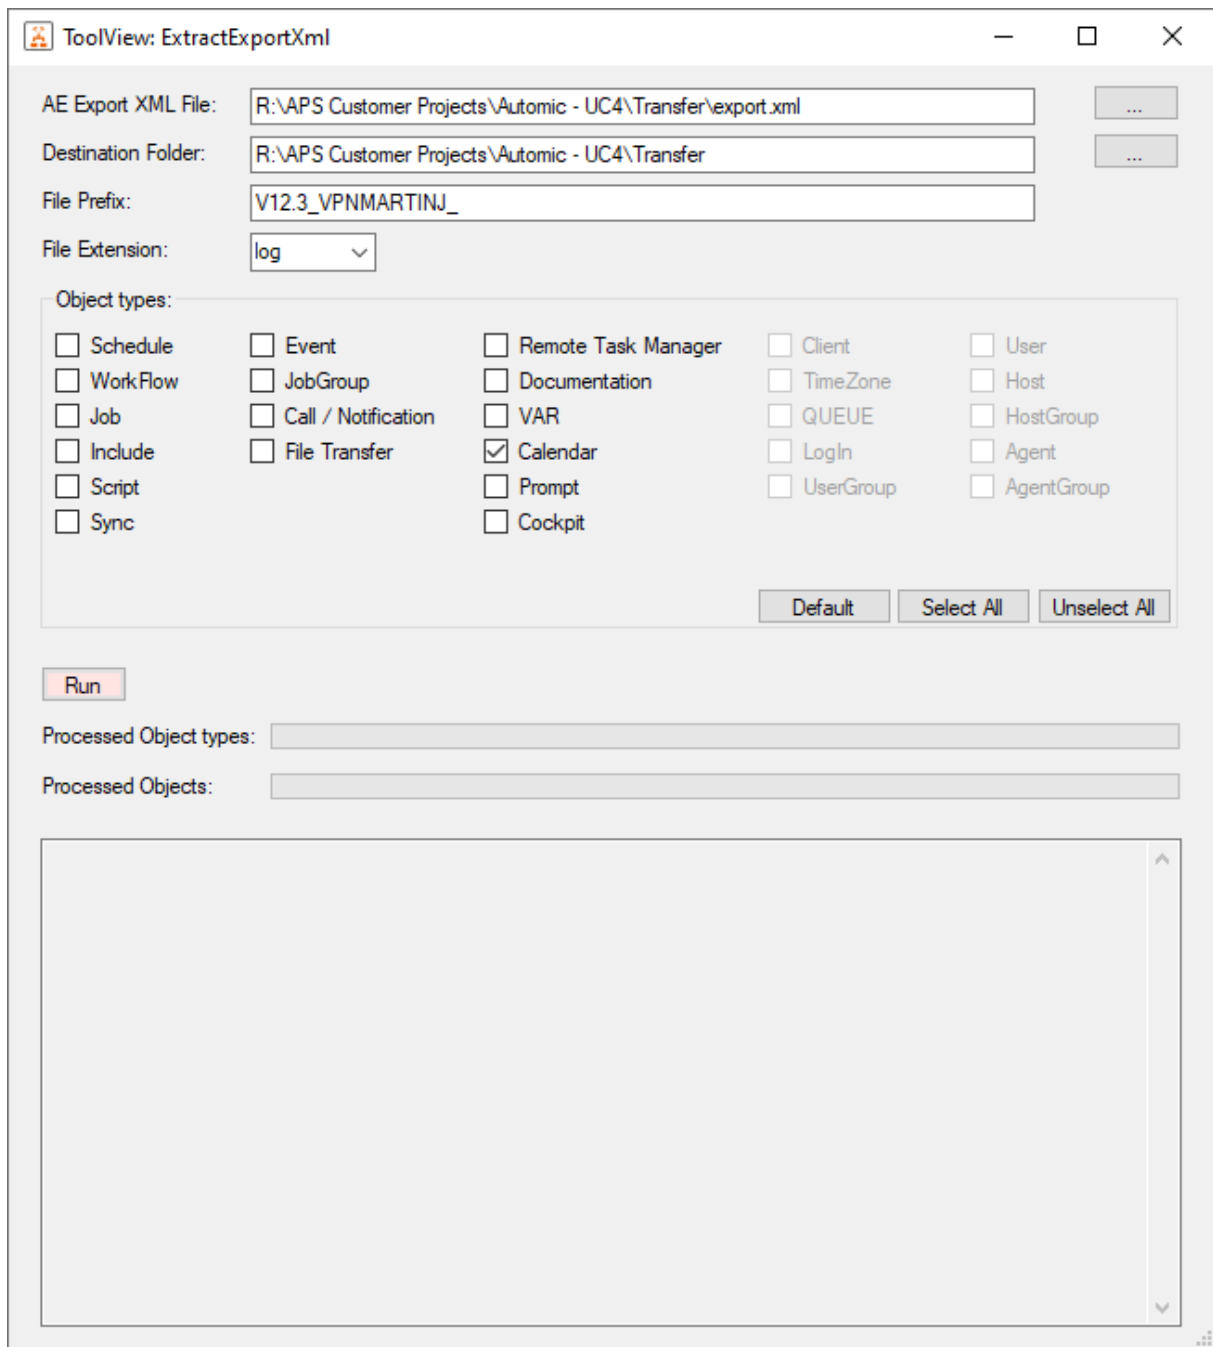 ToolView: ExtractExportXml
AE Export XML File: R:\APS Customer Projects\Automic - UC4\Transfer\export.xml ...
Destination Folder: R:\APS Customer Projects\Automic - UC4\Transfer ...
File Prefix: V12.3_VPNMARTINJ_
File Extension: log
Object types:
Schedule Event Remote Task Manager Client User
WorkFlow JobGroup Documentation TimeZone Host
Job Call / Notification VAR QUEUE HostGroup
Include File Transfer Calendar LogIn Agent
Script Prompt UserGroup AgentGroup
Sync Cockpit
Default Select All Unselect All
Run
Processed Object types:
Processed Objects: